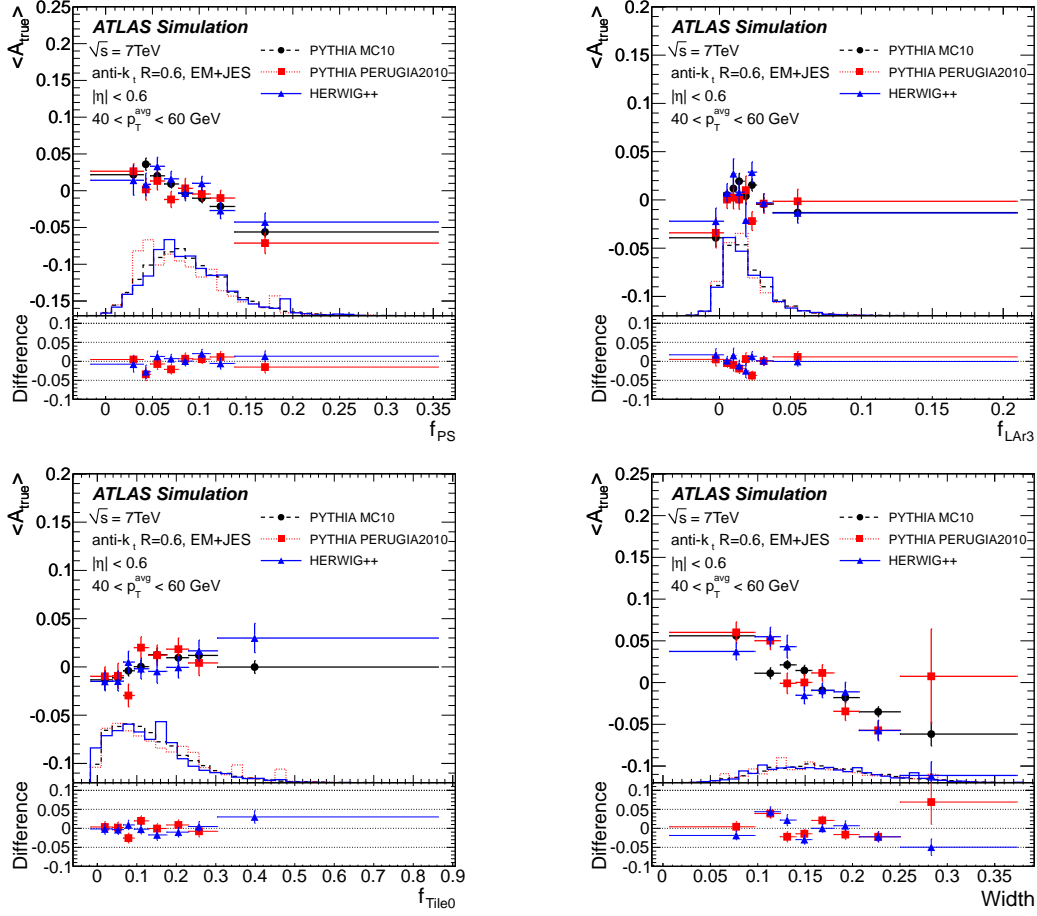 <A_true>
ATLAS Simulation
√s = 7TeV
anti-k_t R=0.6, EM+JES
|η| < 0.6
40 < p_T^avg < 60 GeV
PYTHIA MC10
PYTHIA PERUGIA2010
HERWIG++
0.25
0.2
0.15
0.1
0.05
0
-0.05
-0.1
-0.15
Difference
0.1
0.05
0
-0.05
-0.1
0 0.05 0.1 0.15 0.2 0.25 0.3 0.35
f_PS
<A_true>
ATLAS Simulation
√s = 7TeV
anti-k_t R=0.6, EM+JES
|η| < 0.6
40 < p_T^avg < 60 GeV
PYTHIA MC10
PYTHIA PERUGIA2010
HERWIG++
0.2
0.15
0.1
0.05
0
-0.05
-0.1
Difference
0.1
0.05
0
-0.05
-0.1
0 0.05 0.1 0.15 0.2
f_LAr3
<A_true>
ATLAS Simulation
√s = 7TeV
anti-k_t R=0.6, EM+JES
|η| < 0.6
40 < p_T^avg < 60 GeV
PYTHIA MC10
PYTHIA PERUGIA2010
HERWIG++
0.2
0.15
0.1
0.05
0
-0.05
-0.1
Difference
0.1
0.05
0
-0.05
-0.1
0 0.1 0.2 0.3 0.4 0.5 0.6 0.7 0.8 0.9
f_Tile0
<A_true>
ATLAS Simulation
√s = 7TeV
anti-k_t R=0.6, EM+JES
|η| < 0.6
40 < p_T^avg < 60 GeV
PYTHIA MC10
PYTHIA PERUGIA2010
HERWIG++
0.25
0.2
0.15
0.1
0.05
0
-0.05
-0.1
Difference
0.1
0.05
0
-0.05
-0.1
0 0.05 0.10 0.15 0.20 0.25 0.30 0.35
Width